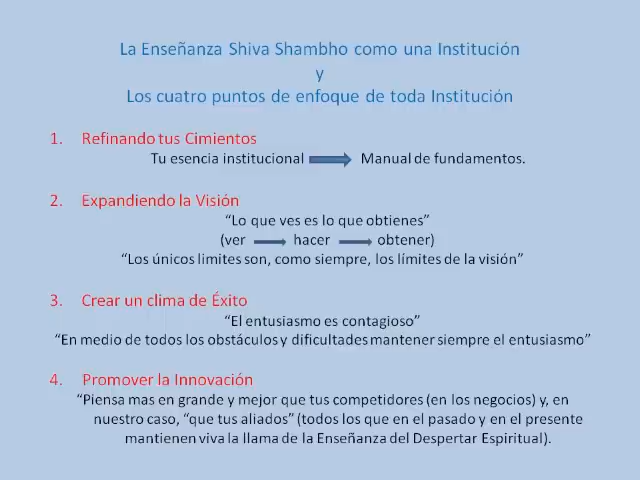 La Enseñanza Shiva Shambho como una Institución
y
Los cuatro puntos de enfoque de toda Institución
1. Refinando tus Cimientos
Tu esencia institucional Manual de fundamentos.
2. Expandiendo la Visión
“Lo que ves es lo que obtienes”
(ver hacer obtener)
“Los únicos limites son, como siempre, los límites de la visión”
3. Crear un clima de Éxito
“El entusiasmo es contagioso”
“En medio de todos los obstáculos y dificultades mantener siempre el entusiasmo”
4. Promover la Innovación
“Piensa mas en grande y mejor que tus competidores (en los negocios) y, en
nuestro caso, “que tus aliados” (todos los que en el pasado y en el presente
mantienen viva la llama de la Enseñanza del Despertar Espiritual).